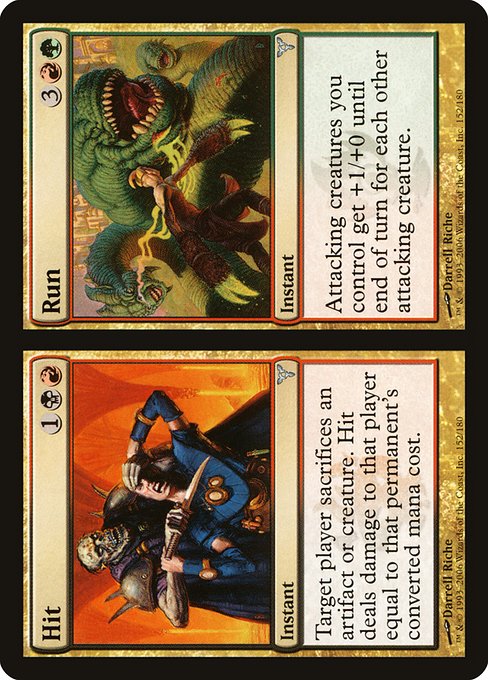 Hit 1
Instant
Target player sacrifices an
artifact or creature. Hit
deals damage to that player
equal to that permanent's
converted mana cost.
Darrell Riche
™ & © 1993-2006 Wizards of the Coast, Inc. 152/180
Run 3
Instant
Attacking creatures you
control get +1/+0 until
end of turn for each other
attacking creature.
Darrell Riche
™ & © 1993-2006 Wizards of the Coast, Inc. 152/180